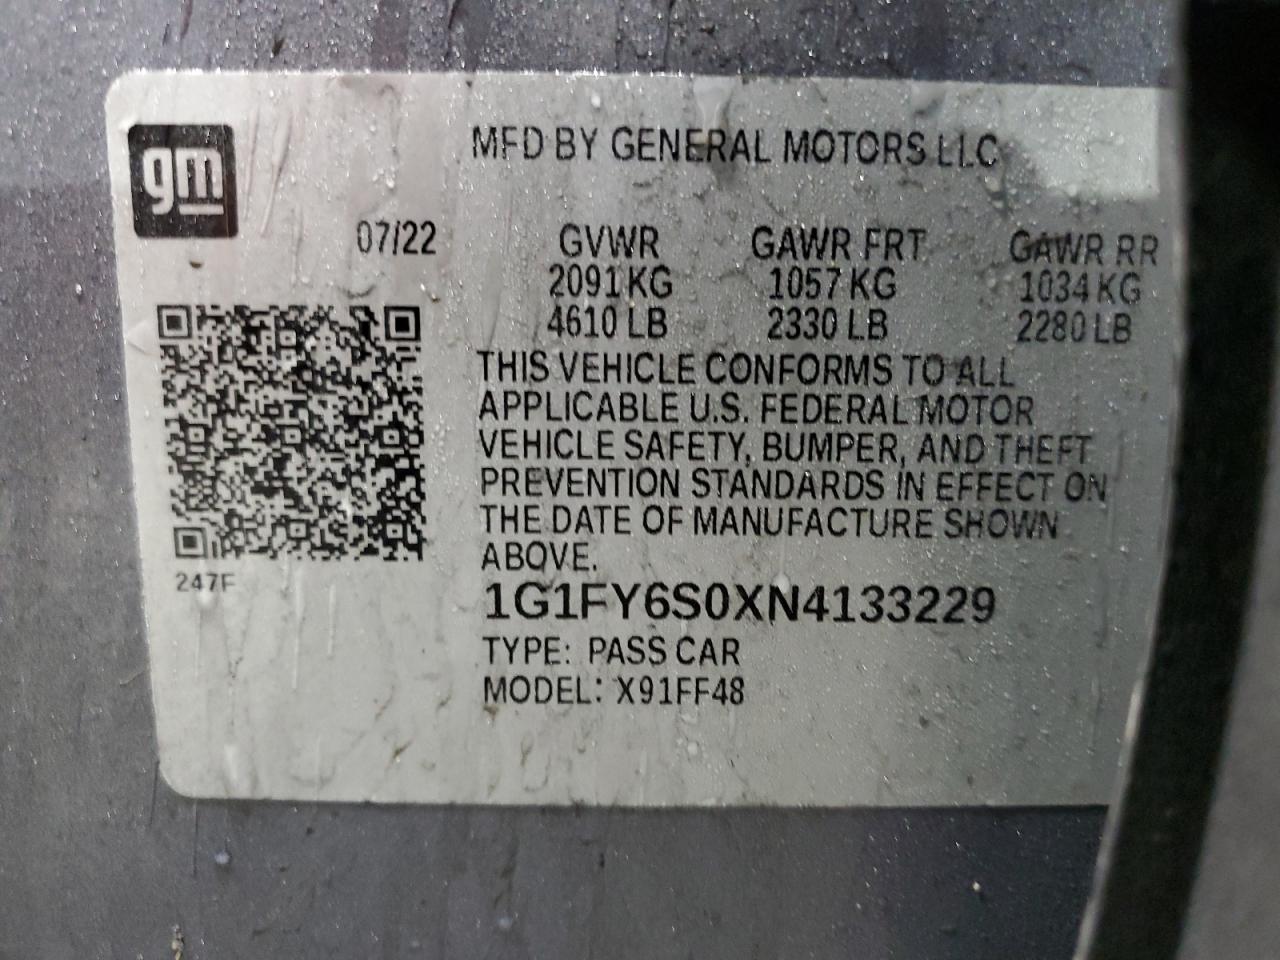 gm
MFD BY GENERAL MOTORS LLC
07/22 GVWR GAWR FRT GAWR RR
2091 KG 1057 KG 1034 KG
4610 LB 2330 LB 2280 LB
THIS VEHICLE CONFORMS TO ALL
APPLICABLE U.S. FEDERAL MOTOR
VEHICLE SAFETY, BUMPER, AND THEFT
PREVENTION STANDARDS IN EFFECT ON
THE DATE OF MANUFACTURE SHOWN
ABOVE.
247F
1G1FY6S0XN4133229
TYPE: PASS CAR
MODEL: X91FF48